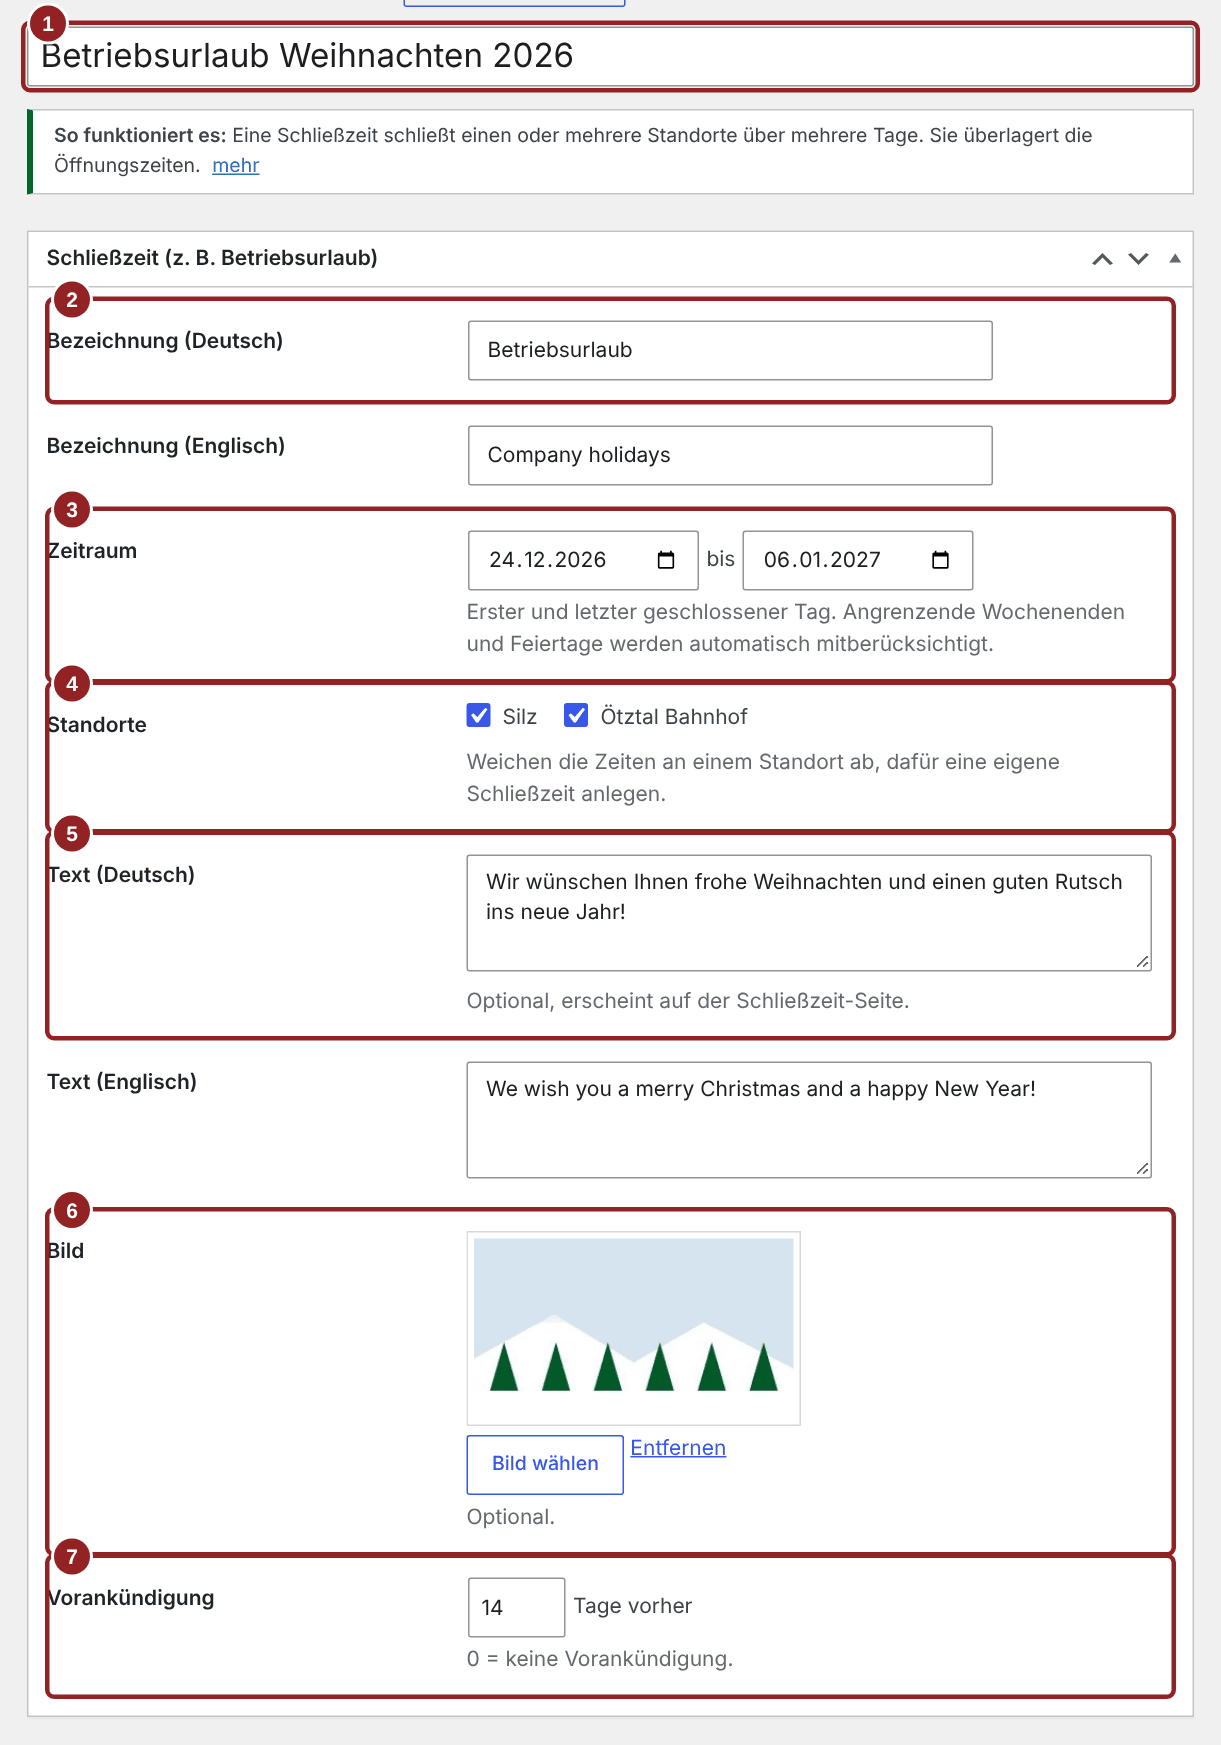 1
Betriebsurlaub Weihnachten 2026
So funktioniert es: Eine Schließzeit schließt einen oder mehrere Standorte über mehrere Tage. Sie überlagert die
Öffnungszeiten. mehr
Schließzeit (z. B. Betriebsurlaub)
2
Bezeichnung (Deutsch)
Betriebsurlaub
Bezeichnung (Englisch)
Company holidays
3
Zeitraum
24.12.2026 bis 06.01.2027
Erster und letzter geschlossener Tag. Angrenzende Wochenenden
und Feiertage werden automatisch mitberücksichtigt.
4
Standorte
Silz Ötztal Bahnhof
Weichen die Zeiten an einem Standort ab, dafür eine eigene
Schließzeit anlegen.
5
Text (Deutsch)
Wir wünschen Ihnen frohe Weihnachten und einen guten Rutsch
ins neue Jahr!
Optional, erscheint auf der Schließzeit-Seite.
Text (Englisch)
We wish you a merry Christmas and a happy New Year!
6
Bild
Bild wählen Entfernen
Optional.
7
Vorankündigung
14 Tage vorher
0 = keine Vorankündigung.